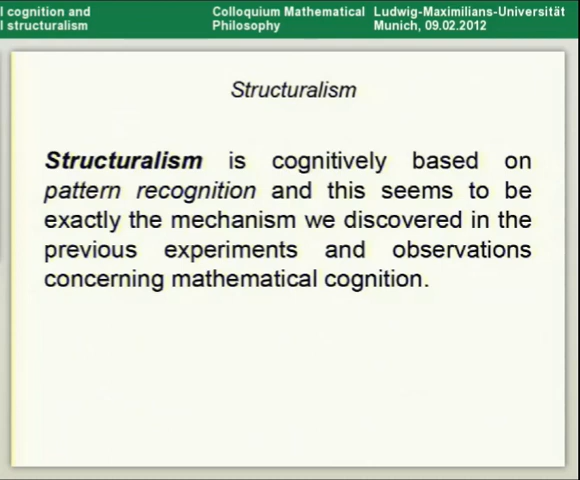 l cognition and
l structuralism
Colloquium Mathematical
Philosophy
Ludwig-Maximilians-Universität
Munich, 09.02.2012
Structuralism
Structuralism is cognitively based on
pattern recognition and this seems to be
exactly the mechanism we discovered in the
previous experiments and observations
concerning mathematical cognition.